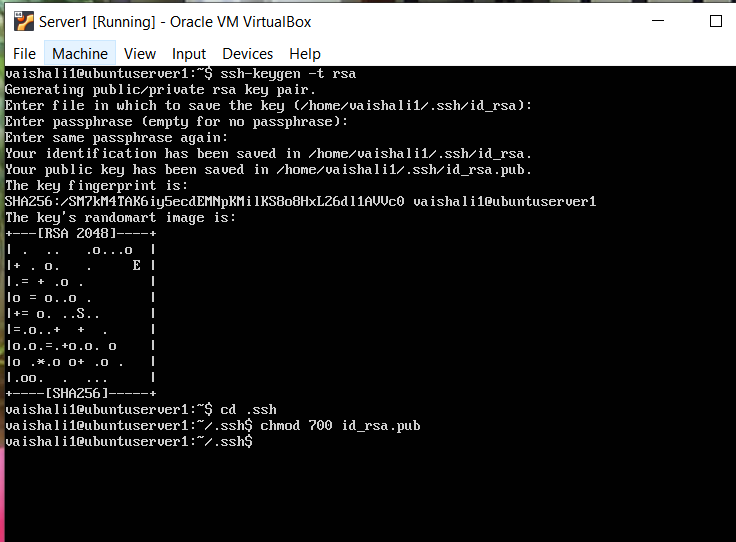 Server1 [Running] - Oracle VM VirtualBox
File Machine View Input Devices Help
vaishali1@ubuntuserver1:~$ ssh-keygen -t rsa
Generating public/private rsa key pair.
Enter file in which to save the key (/home/vaishali1/.ssh/id_rsa):
Enter passphrase (empty for no passphrase):
Enter same passphrase again:
Your identification has been saved in /home/vaishali1/.ssh/id_rsa.
Your public key has been saved in /home/vaishali1/.ssh/id_rsa.pub.
The key fingerprint is:
SHA256:/SM7kM4TAK6iy5ecdEMNpKMilKS8o8HxL26dl1AVVc0 vaishali1@ubuntuserver1
The key's randomart image is:
+---[RSA 2048]----+
| .  ..   .o...o  |
|+ . o.   .     E |
|.= + .o .        |
|o = o..o .       |
|+= o. ..S..      |
|=.o..+  +  .     |
|o.o.=.+o.o. o    |
|o .*.o o+ .o .   |
|.oo.  .  ...     |
+----[SHA256]-----+
vaishali1@ubuntuserver1:~$ cd .ssh
vaishali1@ubuntuserver1:~/.ssh$ chmod 700 id_rsa.pub
vaishali1@ubuntuserver1:~/.ssh$